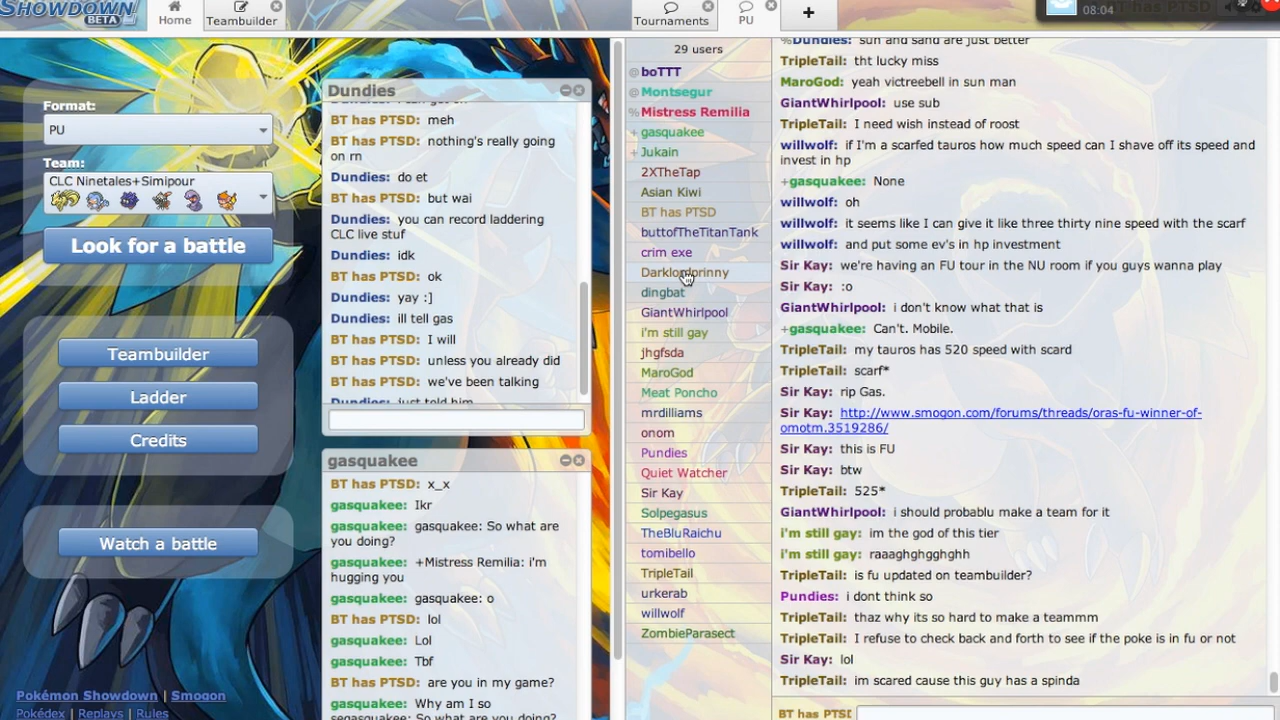 SHOWDOWN
BETA
Home
Teambuilder
Tournaments
PU
+
08:04
Format:
PU
Team:
CLC Ninetales+Simipour
Look for a battle
Teambuilder
Ladder
Credits
Watch a battle
Pokémon Showdown | Smogon
Pokédex | Replays | Rules
Dundies
BT has PTSD: meh
BT has PTSD: nothing's really going
on rn
Dundies: do et
BT has PTSD: but wai
Dundies: you can record laddering
CLC live stuf
Dundies: idk
BT has PTSD: ok
Dundies: yay :]
Dundies: ill tell gas
BT has PTSD: I will
BT has PTSD: unless you already did
BT has PTSD: we've been talking
Dundies: just told him
gasquakee
BT has PTSD: x_x
gasquakee: Ikr
gasquakee: gasquakee: So what are
you doing?
gasquakee: +Mistress Remilia: i'm
hugging you
gasquakee: gasquakee: o
BT has PTSD: lol
gasquakee: Lol
gasquakee: Tbf
BT has PTSD: are you in my game?
gasquakee: Why am I so
segasquakee: So what are you doing?
29 users
@boTTT
@Montsegur
%Mistress Remilia
+gasquakee
+Jukain
2XTheTap
Asian Kiwi
BT has PTSD
buttofTheTitanTank
crim exe
Darklordprinny
dingbat
GiantWhirlpool
i'm still gay
jhgfsda
MaroGod
Meat Poncho
mrdilliams
onom
Pundies
Quiet Watcher
Sir Kay
Solpegasus
TheBluRaichu
tomibello
TripleTail
urkerab
willwolf
ZombieParasect
%Dundies: sun and sand are just better
TripleTail: tht lucky miss
MaroGod: yeah victreebell in sun man
GiantWhirlpool: use sub
TripleTail: I need wish instead of roost
willwolf: if I'm a scarfed tauros how much speed can I shave off its speed and
invest in hp
+gasquakee: None
willwolf: oh
willwolf: it seems like I can give it like three thirty nine speed with the scarf
willwolf: and put some ev's in hp investment
Sir Kay: we're having an FU tour in the NU room if you guys wanna play
Sir Kay: :o
GiantWhirlpool: i don't know what that is
+gasquakee: Can't. Mobile.
TripleTail: my tauros has 520 speed with scard
TripleTail: scarf*
Sir Kay: rip Gas.
Sir Kay: http://www.smogon.com/forums/threads/oras-fu-winner-of-
omotm.3519286/
Sir Kay: this is FU
Sir Kay: btw
TripleTail: 525*
GiantWhirlpool: i should probablu make a team for it
i'm still gay: im the god of this tier
i'm still gay: raaaghghggghgh
TripleTail: is fu updated on teambuilder?
Pundies: i dont think so
TripleTail: thaz why its so hard to make a teammm
TripleTail: I refuse to check back and forth to see if the poke is in fu or not
Sir Kay: lol
TripleTail: im scared cause this guy has a spinda
BT has PTSD